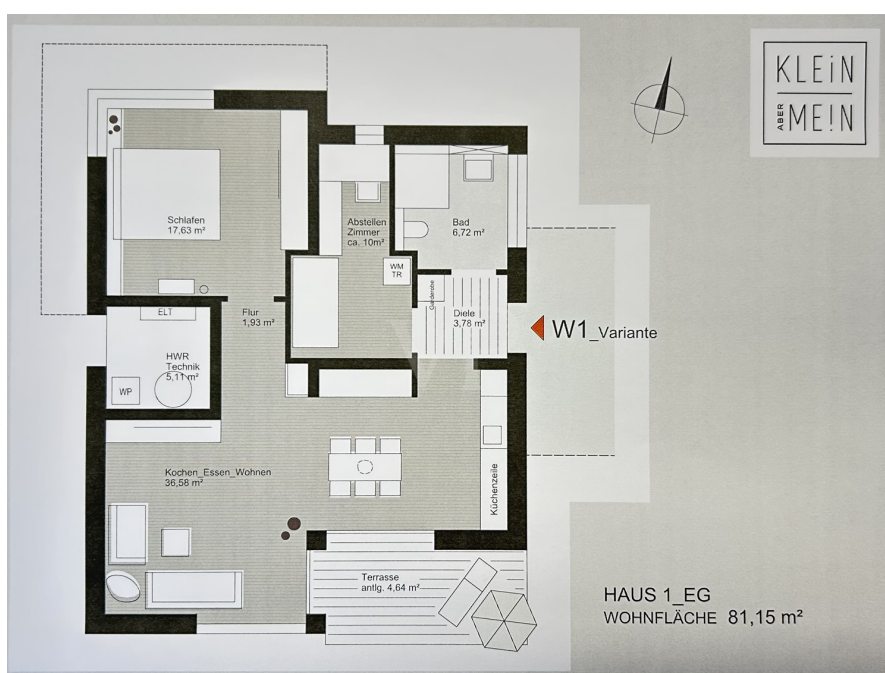 KLEiN
ABER
ME!N
Schlafen
17,63 m²
Abstellen
Zimmer
ca. 10m²
Bad
6,72 m²
WM
TR
Garderobe
ELT
Flur
1,93 m²
Diele
3,78 m²
W1_Variante
HWR
Technik
5,11 m²
WP
Kochen_Essen_Wohnen
36,58 m²
Küchenzeile
Terrasse
antlg. 4,64 m²
HAUS 1_EG
WOHNFLÄCHE 81,15 m²